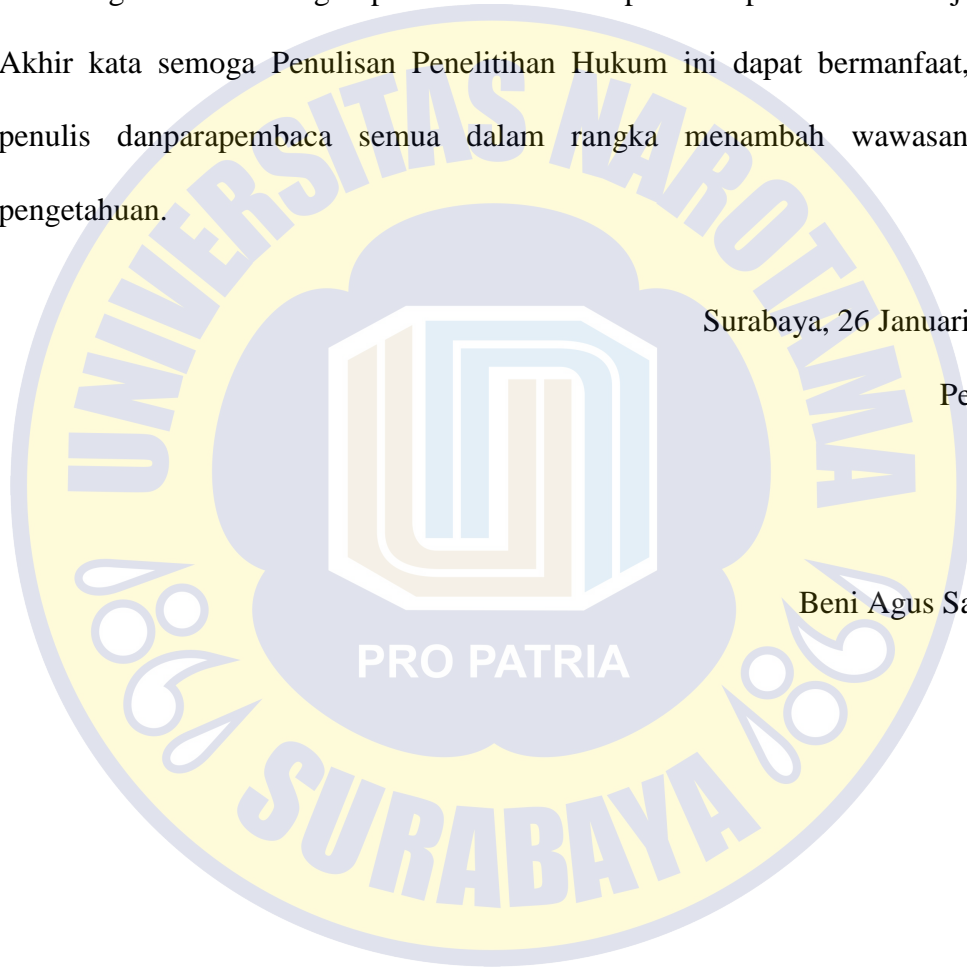 Akhir kata semoga Penulisan Penelitihan Hukum ini dapat bermanfaat,
penulis danparapembaca semua dalam rangka menambah wawasan
pengetahuan.
Surabaya, 26 Januari
Pe
Beni Agus Sa
UNIVERSITAS NAROTAMA
PRO PATRIA
SURABAYA